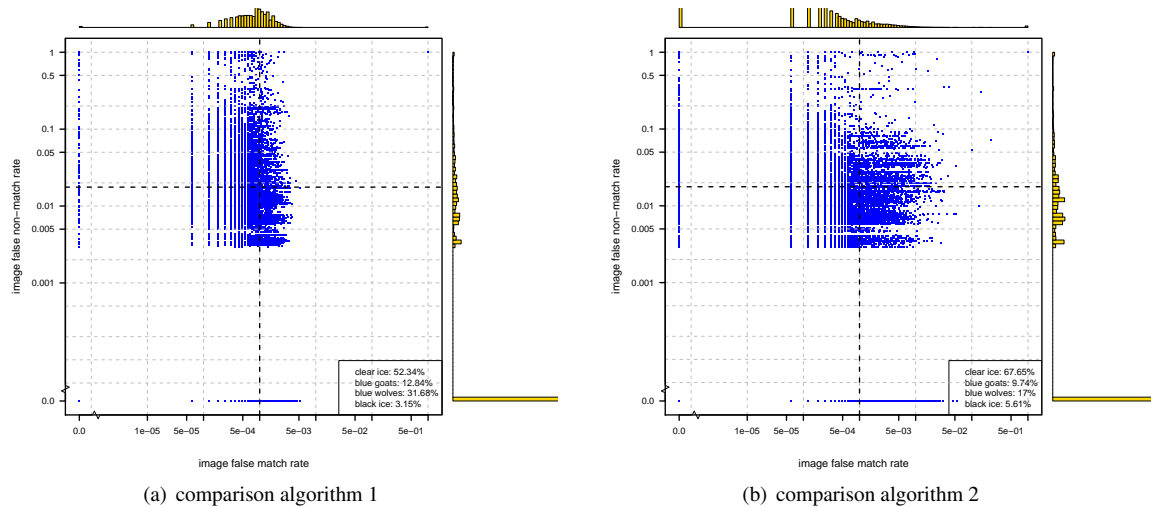 1
0.5
0.1
0.05
0.01
0.005
0.001
0.0
image false non−match rate
clear ice: 52.34%
blue goats: 12.84%
blue wolves: 31.68%
black ice: 3.15%
0.0 1e−05 5e−05 5e−04 5e−03 5e−02 5e−01
image false match rate
(a) comparison algorithm 1
1
0.5
0.1
0.05
0.01
0.005
0.001
0.0
image false non−match rate
clear ice: 67.65%
blue goats: 9.74%
blue wolves: 17%
black ice: 5.61%
0.0 1e−05 5e−05 5e−04 5e−03 5e−02 5e−01
image false match rate
(b) comparison algorithm 2